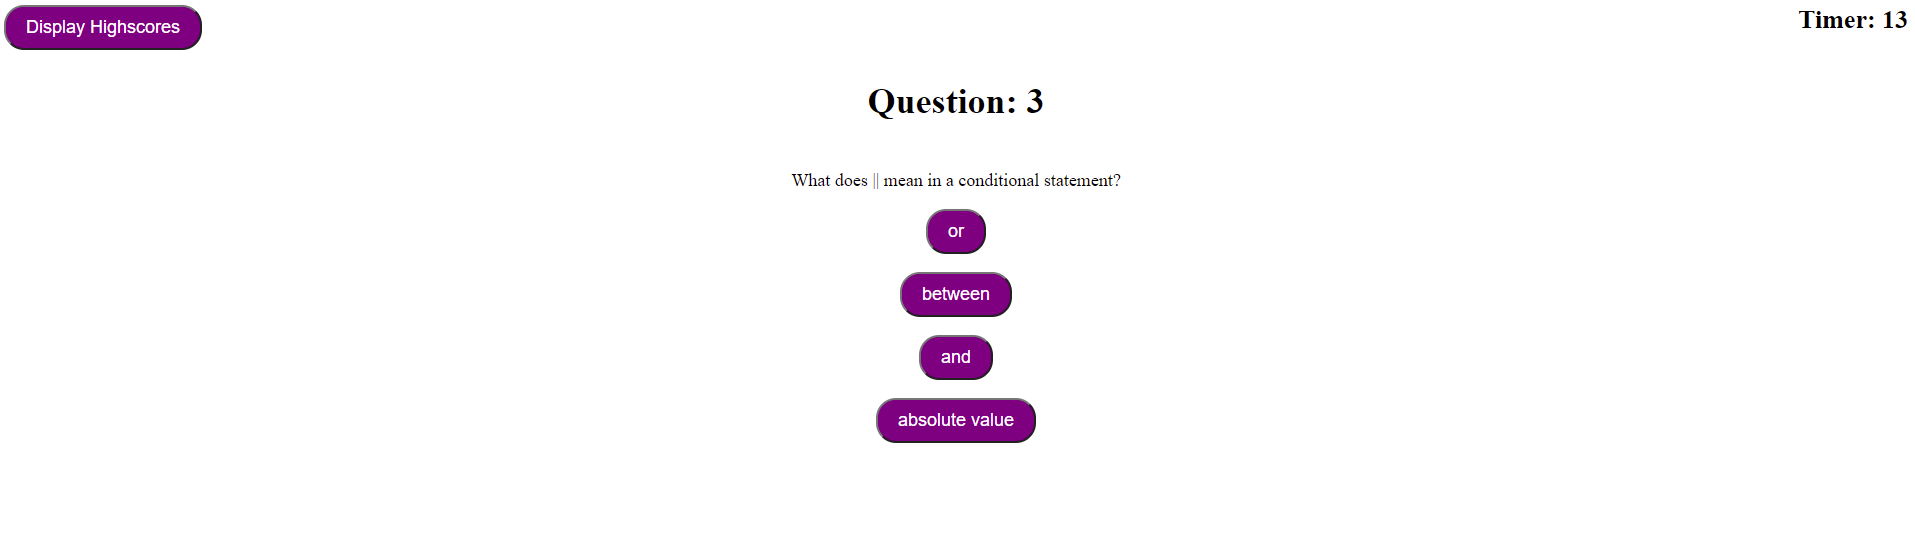 Display Highscores
Timer: 13
Question: 3
What does || mean in a conditional statement?
or
between
and
absolute value